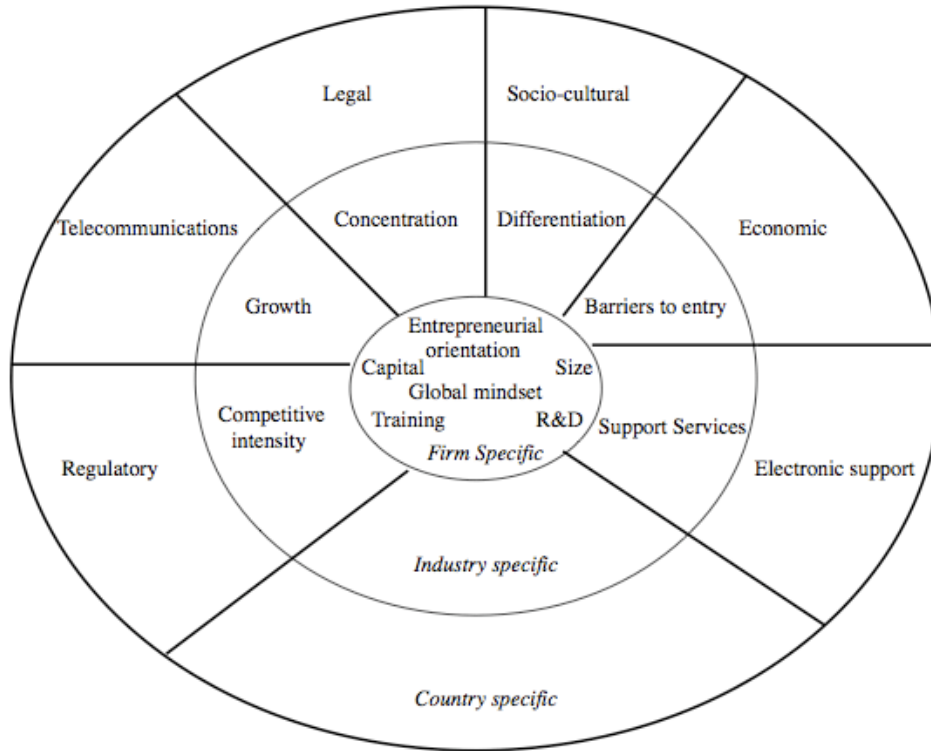 Legal
Socio-cultural
Telecommunications
Concentration
Differentiation
Economic
Growth
Barriers to entry
Entrepreneurial
orientation
Capital
Size
Global mindset
Training
R&D
Firm Specific
Competitive
intensity
Support Services
Regulatory
Electronic support
Industry specific
Country specific